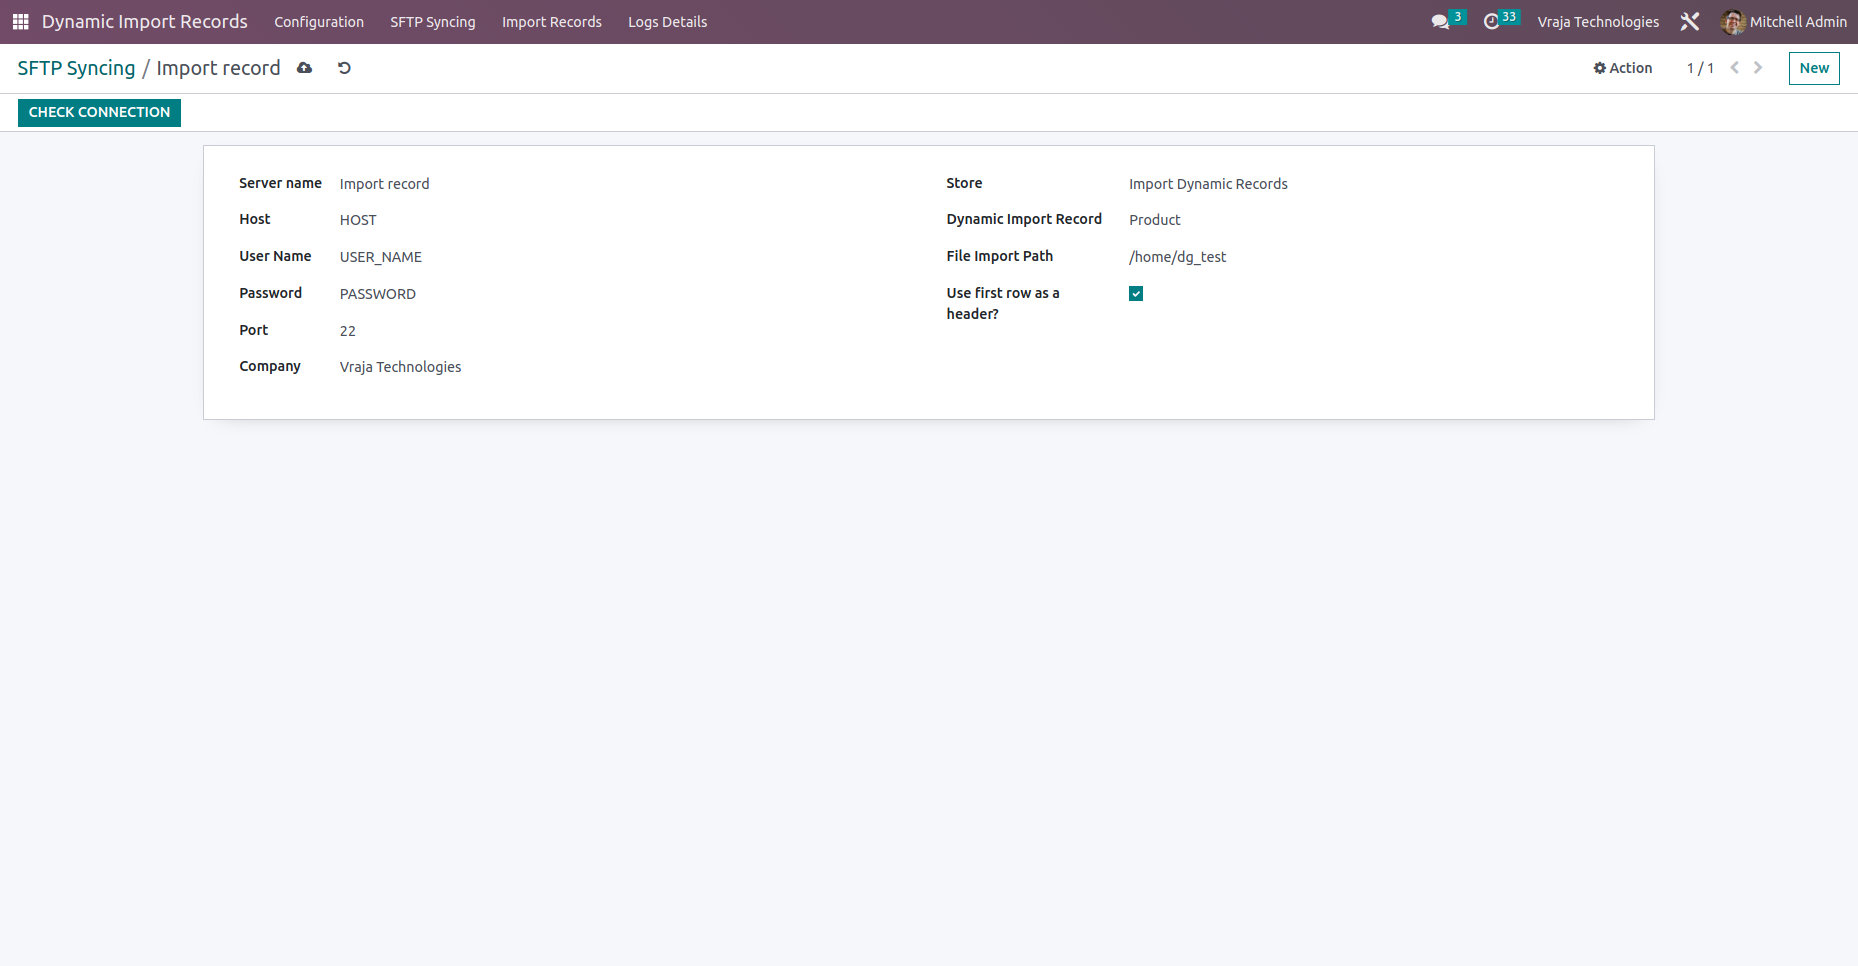 Dynamic Import Records Configuration SFTP Syncing Import Records Logs Details 3 33 Vraja Technologies Mitchell Admin
SFTP Syncing / Import record Action 1 / 1 New
CHECK CONNECTION
Server name Import record
Host HOST
User Name USER_NAME
Password PASSWORD
Port 22
Company Vraja Technologies
Store Import Dynamic Records
Dynamic Import Record Product
File Import Path /home/dg_test
Use first row as a
header?